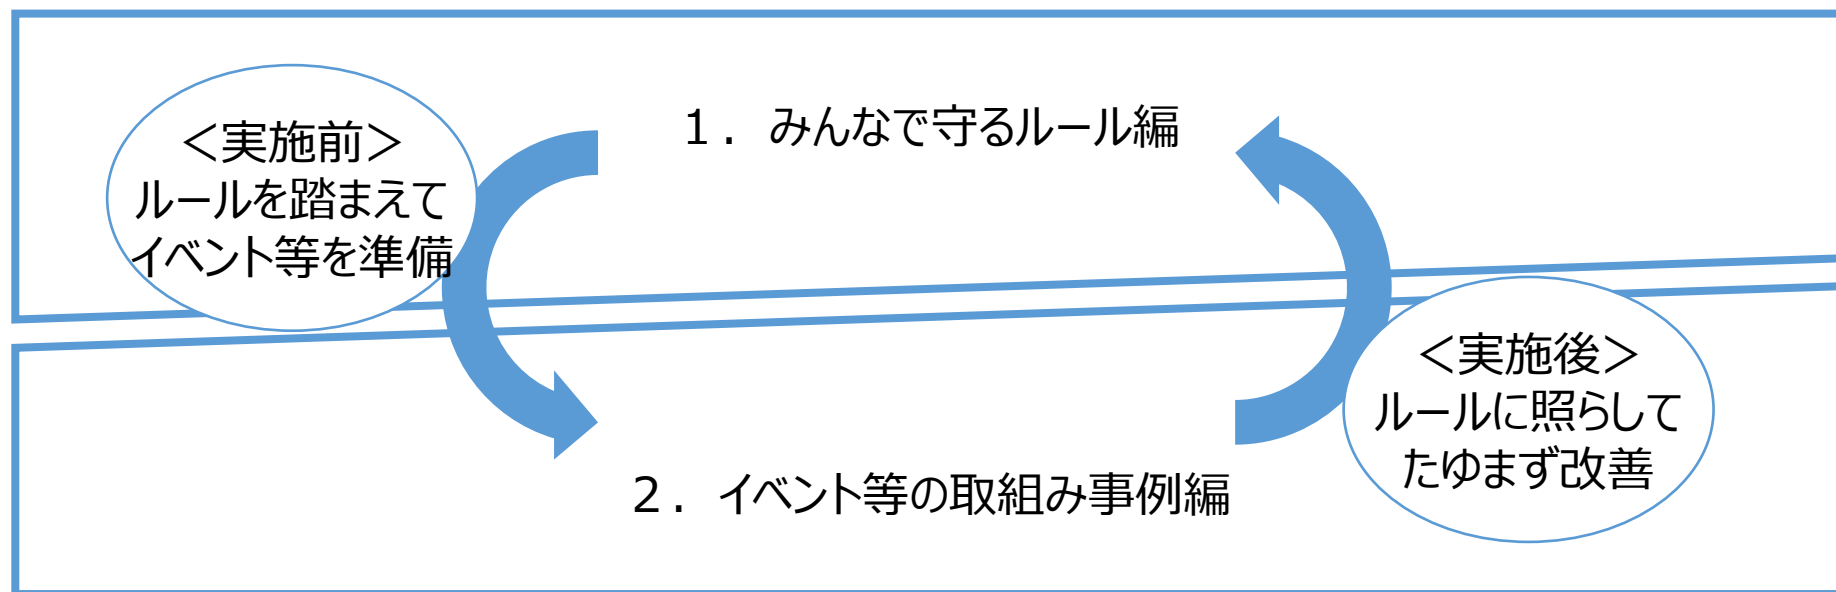 ＜実施前＞
ルールを踏まえて
イベント等を準備
１．みんなで守るルール編
＜実施後＞
ルールに照らして
たゆまず改善
２．イベント等の取組み事例編